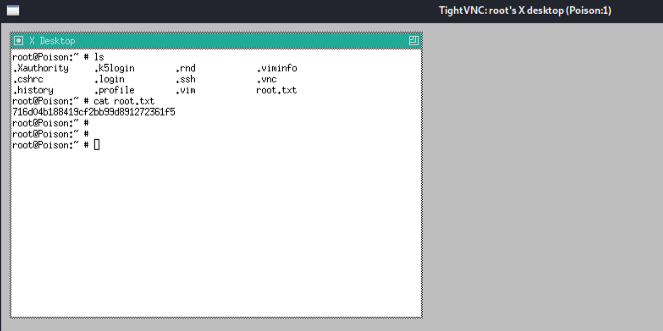 TightVNC: root's X desktop (Poison:1)
X Desktop
root@Poison:~ # ls
.Xauthority .k5login .rnd .viminfo
.cshrc .login .ssh .vnc
.history .profile .vim root.txt
root@Poison:~ # cat root.txt
716d04b188419cf2bb99d891272361f5
root@Poison:~ #
root@Poison:~ #
root@Poison:~ #